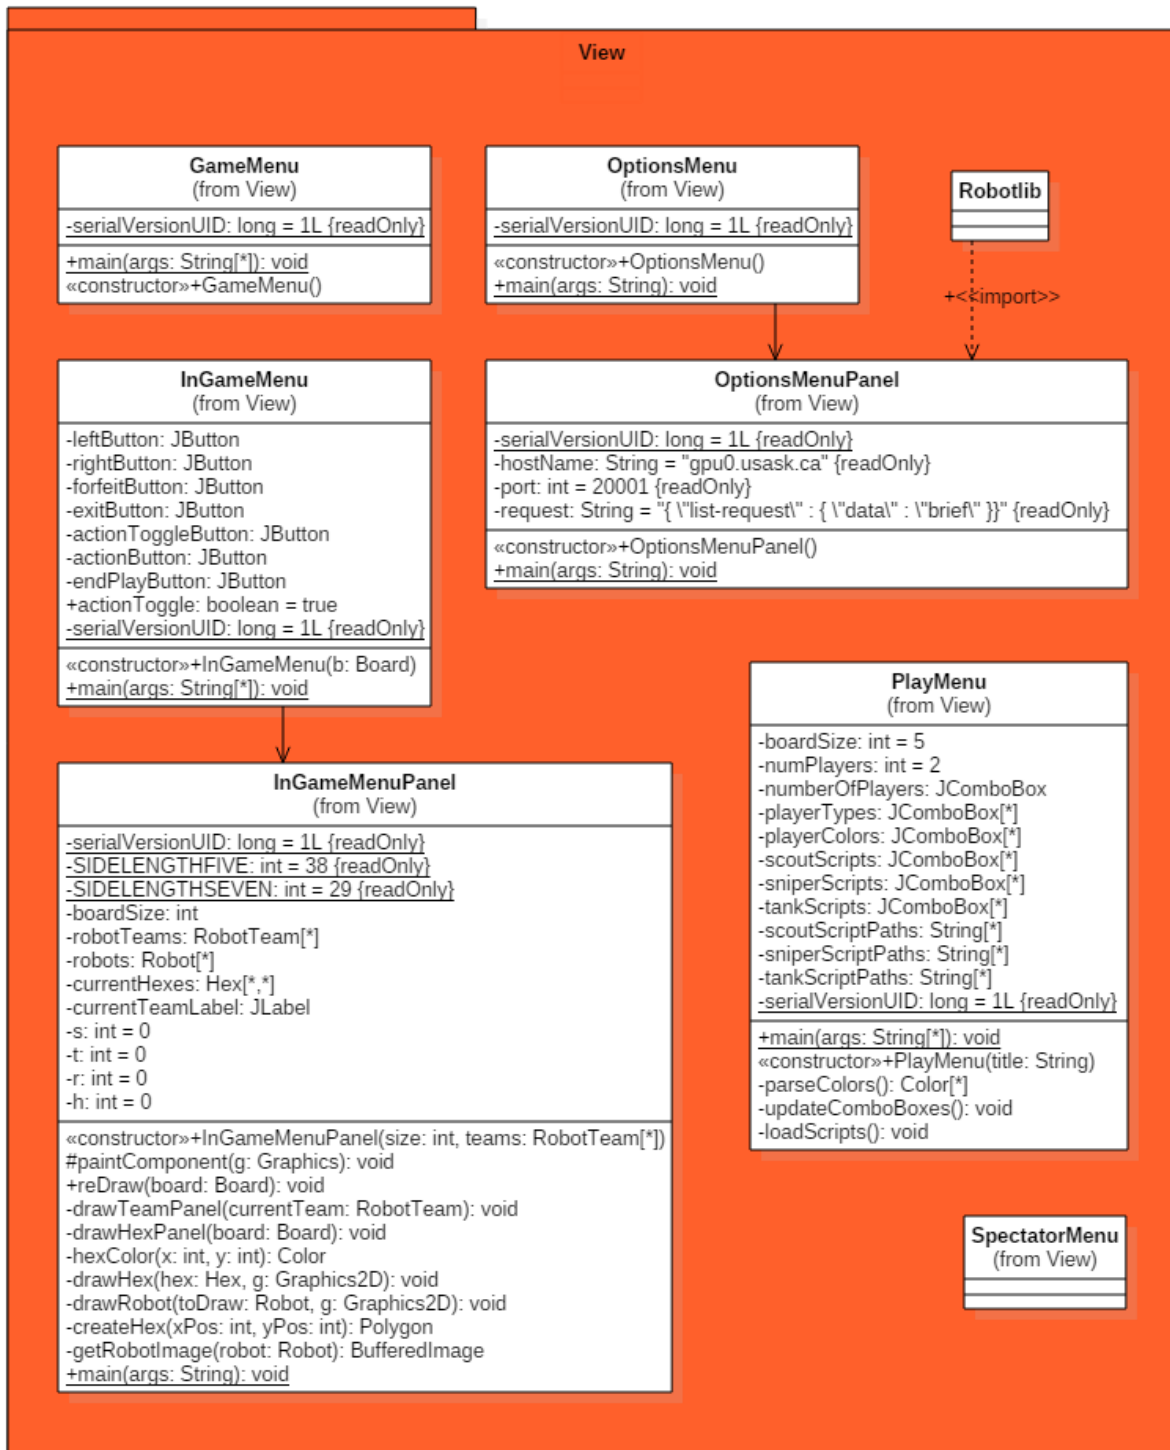 View
GameMenu
(from View)
-serialVersionUID: long = 1L {readOnly}
+main(args: String[*]): void
«constructor»+GameMenu()
OptionsMenu
(from View)
-serialVersionUID: long = 1L {readOnly}
«constructor»+OptionsMenu()
+main(args: String): void
Robotlib
+<<import>>
InGameMenu
(from View)
-leftButton: JButton
-rightButton: JButton
-forfeitButton: JButton
-exitButton: JButton
-actionToggleButton: JButton
-actionButton: JButton
-endPlayButton: JButton
+actionToggle: boolean = true
-serialVersionUID: long = 1L {readOnly}
«constructor»+InGameMenu(b: Board)
+main(args: String[*]): void
OptionsMenuPanel
(from View)
-serialVersionUID: long = 1L {readOnly}
-hostName: String = "gpu0.usask.ca" {readOnly}
-port: int = 20001 {readOnly}
-request: String = "{ \"list-request\" : { \"data\" : \"brief\" }}" {readOnly}
«constructor»+OptionsMenuPanel()
+main(args: String): void
InGameMenuPanel
(from View)
-serialVersionUID: long = 1L {readOnly}
-SIDELENGTHFIVE: int = 38 {readOnly}
-SIDELENGTHSEVEN: int = 29 {readOnly}
-boardSize: int
-robotTeams: RobotTeam[*]
-robots: Robot[*]
-currentHexes: Hex[*,*]
-currentTeamLabel: JLabel
-s: int = 0
-t: int = 0
-r: int = 0
-h: int = 0
«constructor»+InGameMenuPanel(size: int, teams: RobotTeam[*])
#paintComponent(g: Graphics): void
+reDraw(board: Board): void
-drawTeamPanel(currentTeam: RobotTeam): void
-drawHexPanel(board: Board): void
-hexColor(x: int, y: int): Color
-drawHex(hex: Hex, g: Graphics2D): void
-drawRobot(toDraw: Robot, g: Graphics2D): void
-createHex(xPos: int, yPos: int): Polygon
-getRobotImage(robot: Robot): BufferedImage
+main(args: String): void
PlayMenu
(from View)
-boardSize: int = 5
-numPlayers: int = 2
-numberOfPlayers: JComboBox
-playerTypes: JComboBox[*]
-playerColors: JComboBox[*]
-scoutScripts: JComboBox[*]
-sniperScripts: JComboBox[*]
-tankScripts: JComboBox[*]
-scoutScriptPaths: String[*]
-sniperScriptPaths: String[*]
-tankScriptPaths: String[*]
-serialVersionUID: long = 1L {readOnly}
+main(args: String[*]): void
«constructor»+PlayMenu(title: String)
-parseColors(): Color[*]
-updateComboBoxes(): void
-loadScripts(): void
SpectatorMenu
(from View)